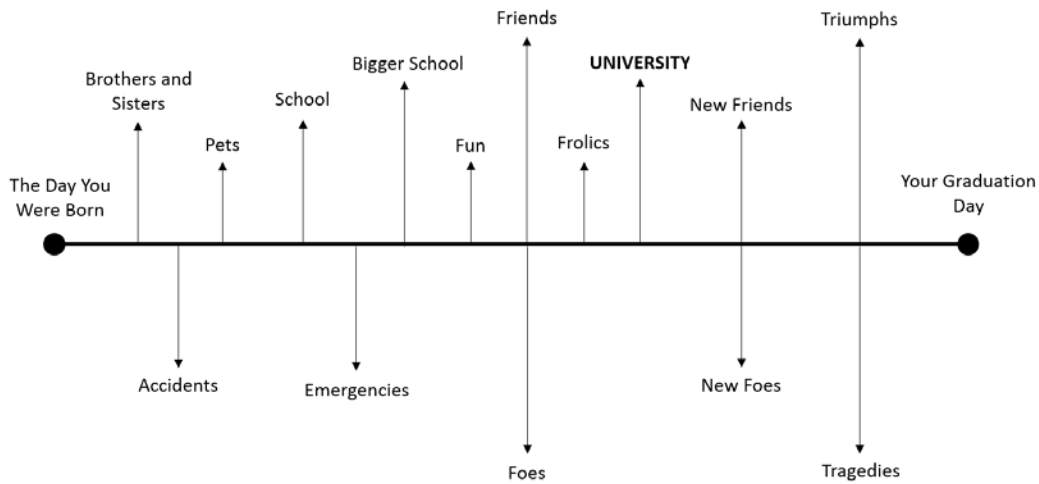 Friends
Triumphs
Bigger School
UNIVERSITY
Brothers and
Sisters
School
New Friends
Pets
Fun
Frolics
The Day You
Were Born
Your Graduation
Day
Accidents
Emergencies
New Foes
Foes
Tragedies